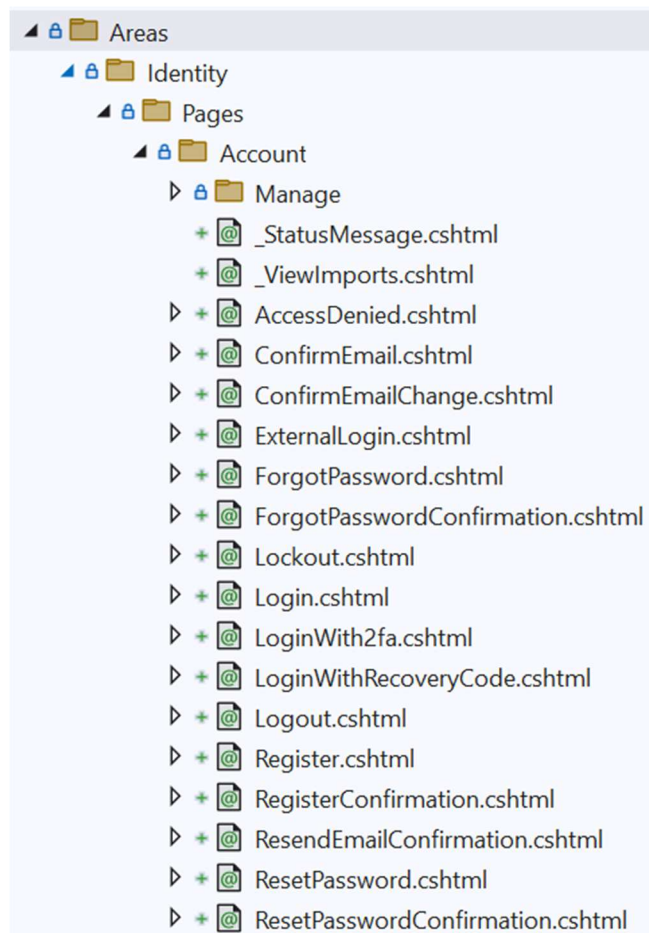 Areas
Identity
Pages
Account
Manage
_StatusMessage.cshtml
_ViewImports.cshtml
AccessDenied.cshtml
ConfirmEmail.cshtml
ConfirmEmailChange.cshtml
ExternalLogin.cshtml
ForgotPassword.cshtml
ForgotPasswordConfirmation.cshtml
Lockout.cshtml
Login.cshtml
LoginWith2fa.cshtml
LoginWithRecoveryCode.cshtml
Logout.cshtml
Register.cshtml
RegisterConfirmation.cshtml
ResendEmailConfirmation.cshtml
ResetPassword.cshtml
ResetPasswordConfirmation.cshtml